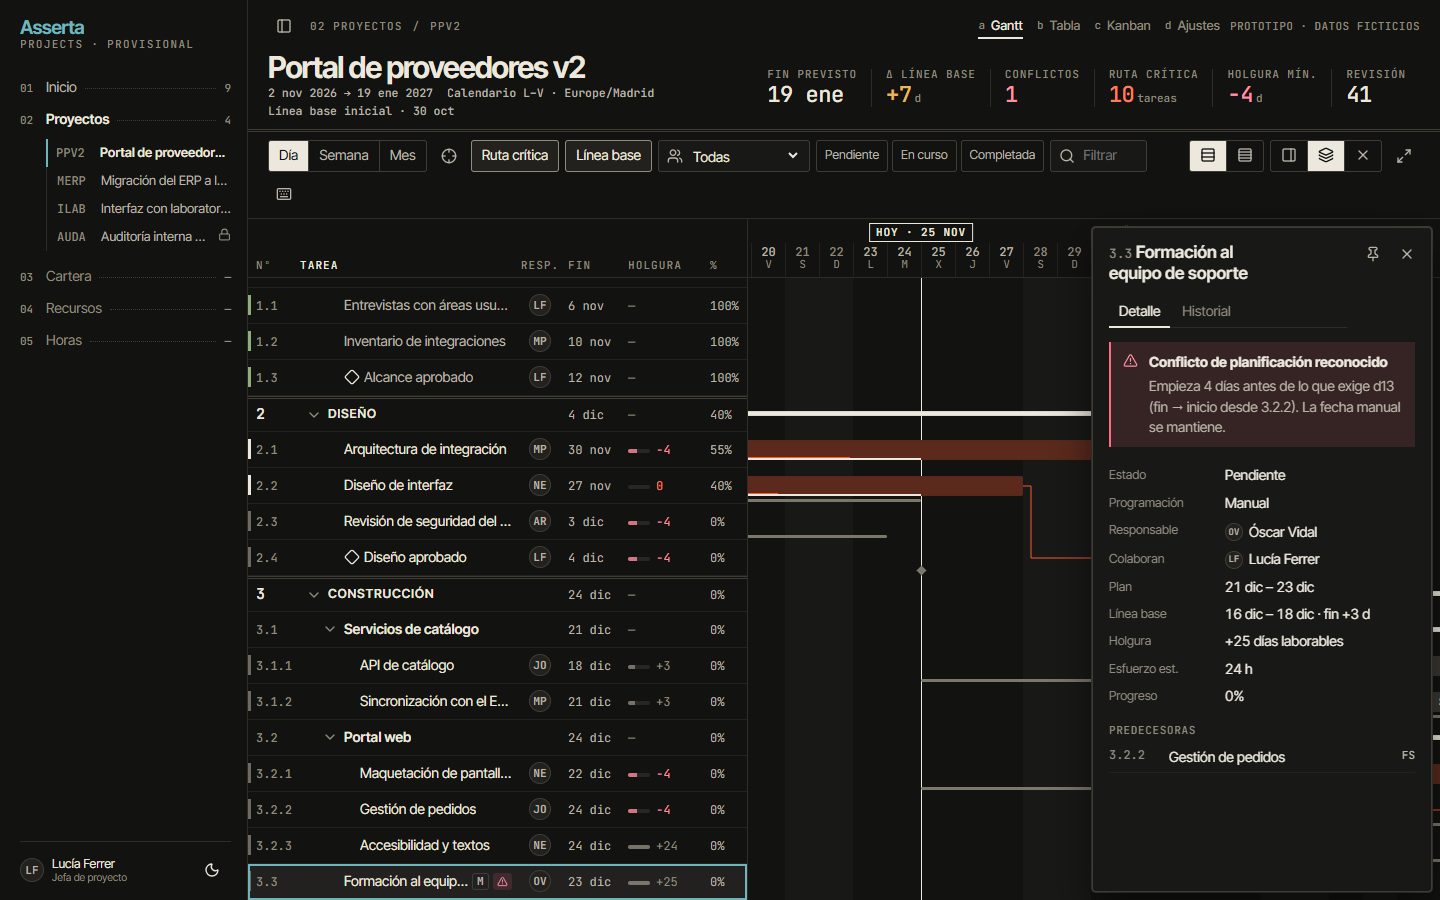 Asserta
PROJECTS · PROVISIONAL
01 Inicio 9
02 Proyectos 4
PPV2 Portal de proveedor...
MERP Migración del ERP a l...
ILAB Interfaz con laborator...
AUDA Auditoría interna ...
03 Cartera –
04 Recursos –
05 Horas –
LF Lucía Ferrer
Jefa de proyecto
02 PROYECTOS / PPV2
a Gantt b Tabla c Kanban d Ajustes PROTOTIPO · DATOS FICTICIOS
Portal de proveedores v2
2 nov 2026 → 19 ene 2027 Calendario L–V · Europe/Madrid
Línea base inicial · 30 oct
FIN PREVISTO
19 ene
Δ LÍNEA BASE
+7 d
CONFLICTOS
1
RUTA CRÍTICA
10 tareas
HOLGURA MÍN.
-4 d
REVISIÓN
41
Día Semana Mes Ruta crítica Línea base Todas Pendiente En curso Completada Filtrar
HOY · 25 NOV
20 21 22 23 24 25 26 27 28 29
V S D L M X J V S D
N° TAREA RESP. FIN HOLGURA %
1.1 Entrevistas con áreas usu... LF 6 nov – 100%
1.2 Inventario de integraciones MP 10 nov – 100%
1.3 Alcance aprobado LF 12 nov – 100%
2 DISEÑO 4 dic – 40%
2.1 Arquitectura de integración MP 30 nov -4 55%
2.2 Diseño de interfaz NE 27 nov 0 40%
2.3 Revisión de seguridad del ... AR 3 dic -4 0%
2.4 Diseño aprobado LF 4 dic -4 0%
3 CONSTRUCCIÓN 24 dic – 0%
3.1 Servicios de catálogo 21 dic – 0%
3.1.1 API de catálogo JO 18 dic +3 0%
3.1.2 Sincronización con el E... MP 21 dic +3 0%
3.2 Portal web 24 dic – 0%
3.2.1 Maquetación de pantall... NE 22 dic -4 0%
3.2.2 Gestión de pedidos JO 24 dic -4 0%
3.2.3 Accesibilidad y textos NE 24 dic +24 0%
3.3 Formación al equip... M OV 23 dic +25 0%
3.3 Formación al
equipo de soporte
Detalle Historial
Conflicto de planificación reconocido
Empieza 4 días antes de lo que exige d13
(fin → inicio desde 3.2.2). La fecha manual
se mantiene.
Estado Pendiente
Programación Manual
Responsable OV Óscar Vidal
Colaboran LF Lucía Ferrer
Plan 21 dic – 23 dic
Línea base 16 dic – 18 dic · fin +3 d
Holgura +25 días laborables
Esfuerzo est. 24 h
Progreso 0%
PREDECESORAS
3.2.2 Gestión de pedidos FS